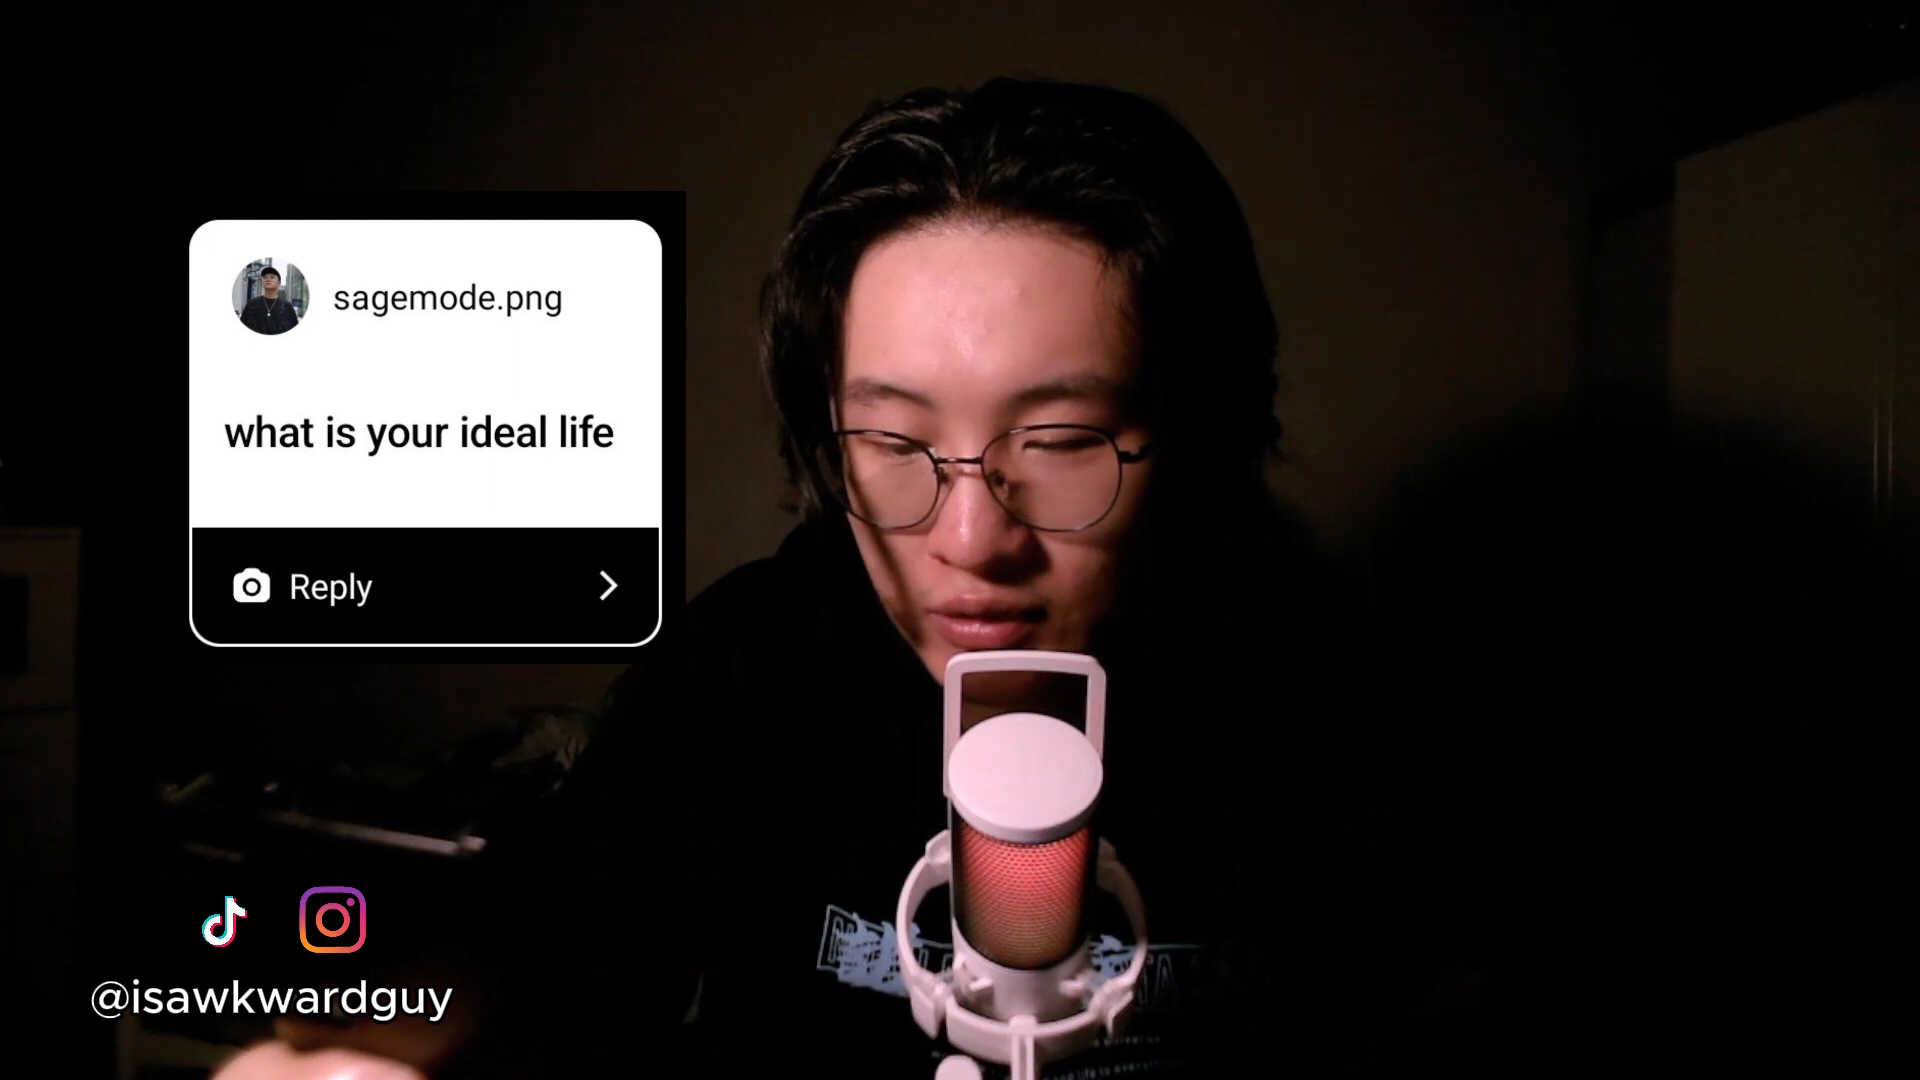 sagemode.png
what is your ideal life
Reply
@isawkwardguy